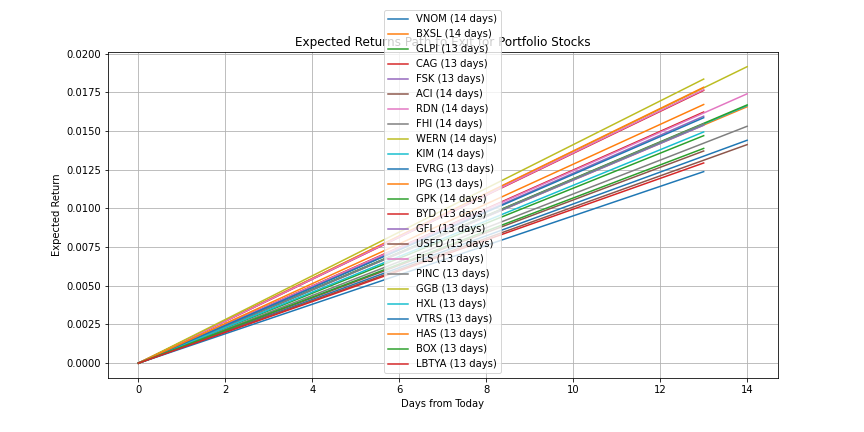 Expected Returns Path to Exit for Portfolio Stocks
VNOM (14 days)
BXSL (14 days)
GLPI (13 days)
CAG (13 days)
FSK (13 days)
ACI (14 days)
RDN (14 days)
FHI (14 days)
WERN (14 days)
KIM (14 days)
EVRG (13 days)
IPG (13 days)
GPK (14 days)
BYD (13 days)
GFL (13 days)
USFD (13 days)
FLS (13 days)
PINC (13 days)
GGB (13 days)
HXL (13 days)
VTRS (13 days)
HAS (13 days)
BOX (13 days)
LBTYA (13 days)
Expected Return
0.0200
0.0175
0.0150
0.0125
0.0100
0.0075
0.0050
0.0025
0.0000
0 2 4 6 8 10 12 14
Days from Today